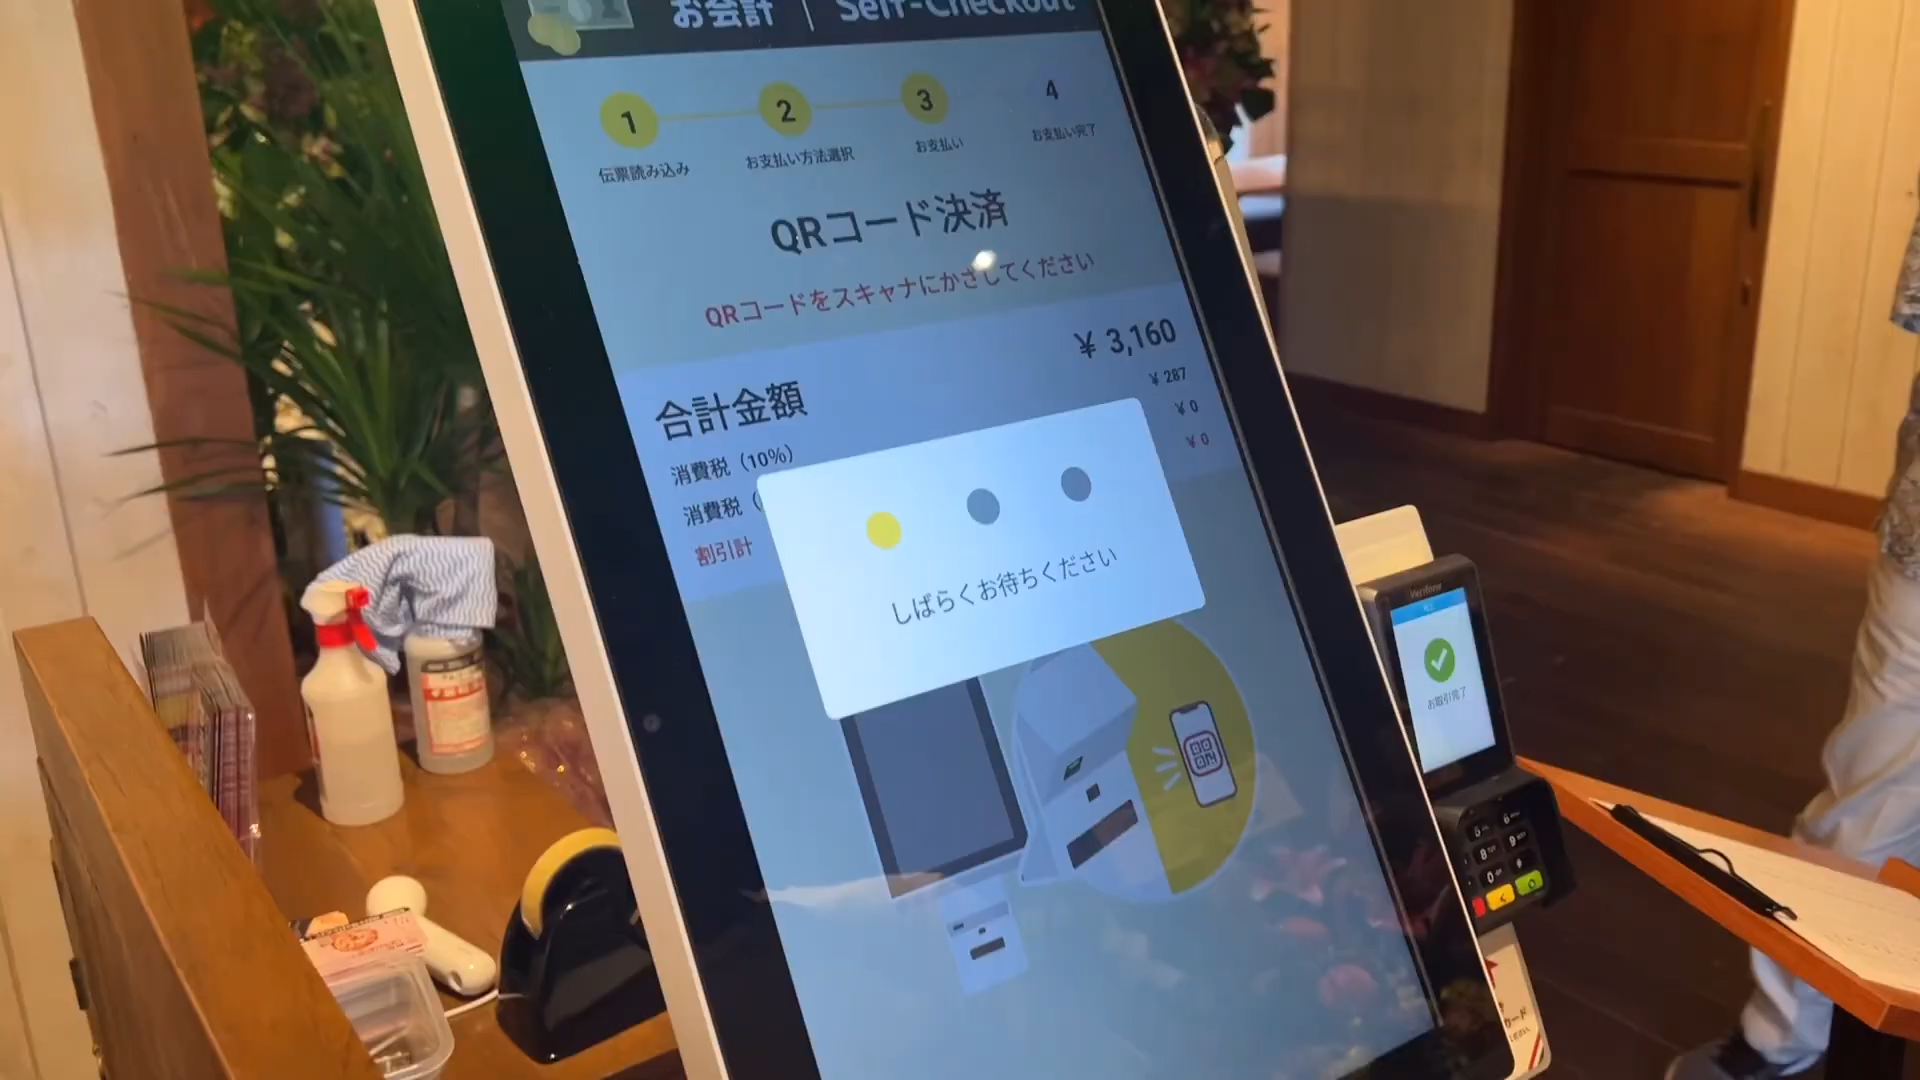 お会計 | Self-Checkout
1
2
3
4
伝票読み込み
お支払い方法選択
お支払い
お支払い完了
QRコード決済
QRコードをスキャナにかざしてください
合計金額
¥ 3,160
消費税（10%）
¥ 287
消費税（
¥ 0
割引計
¥ 0
しばらくお待ちください
Verifone
お取引完了